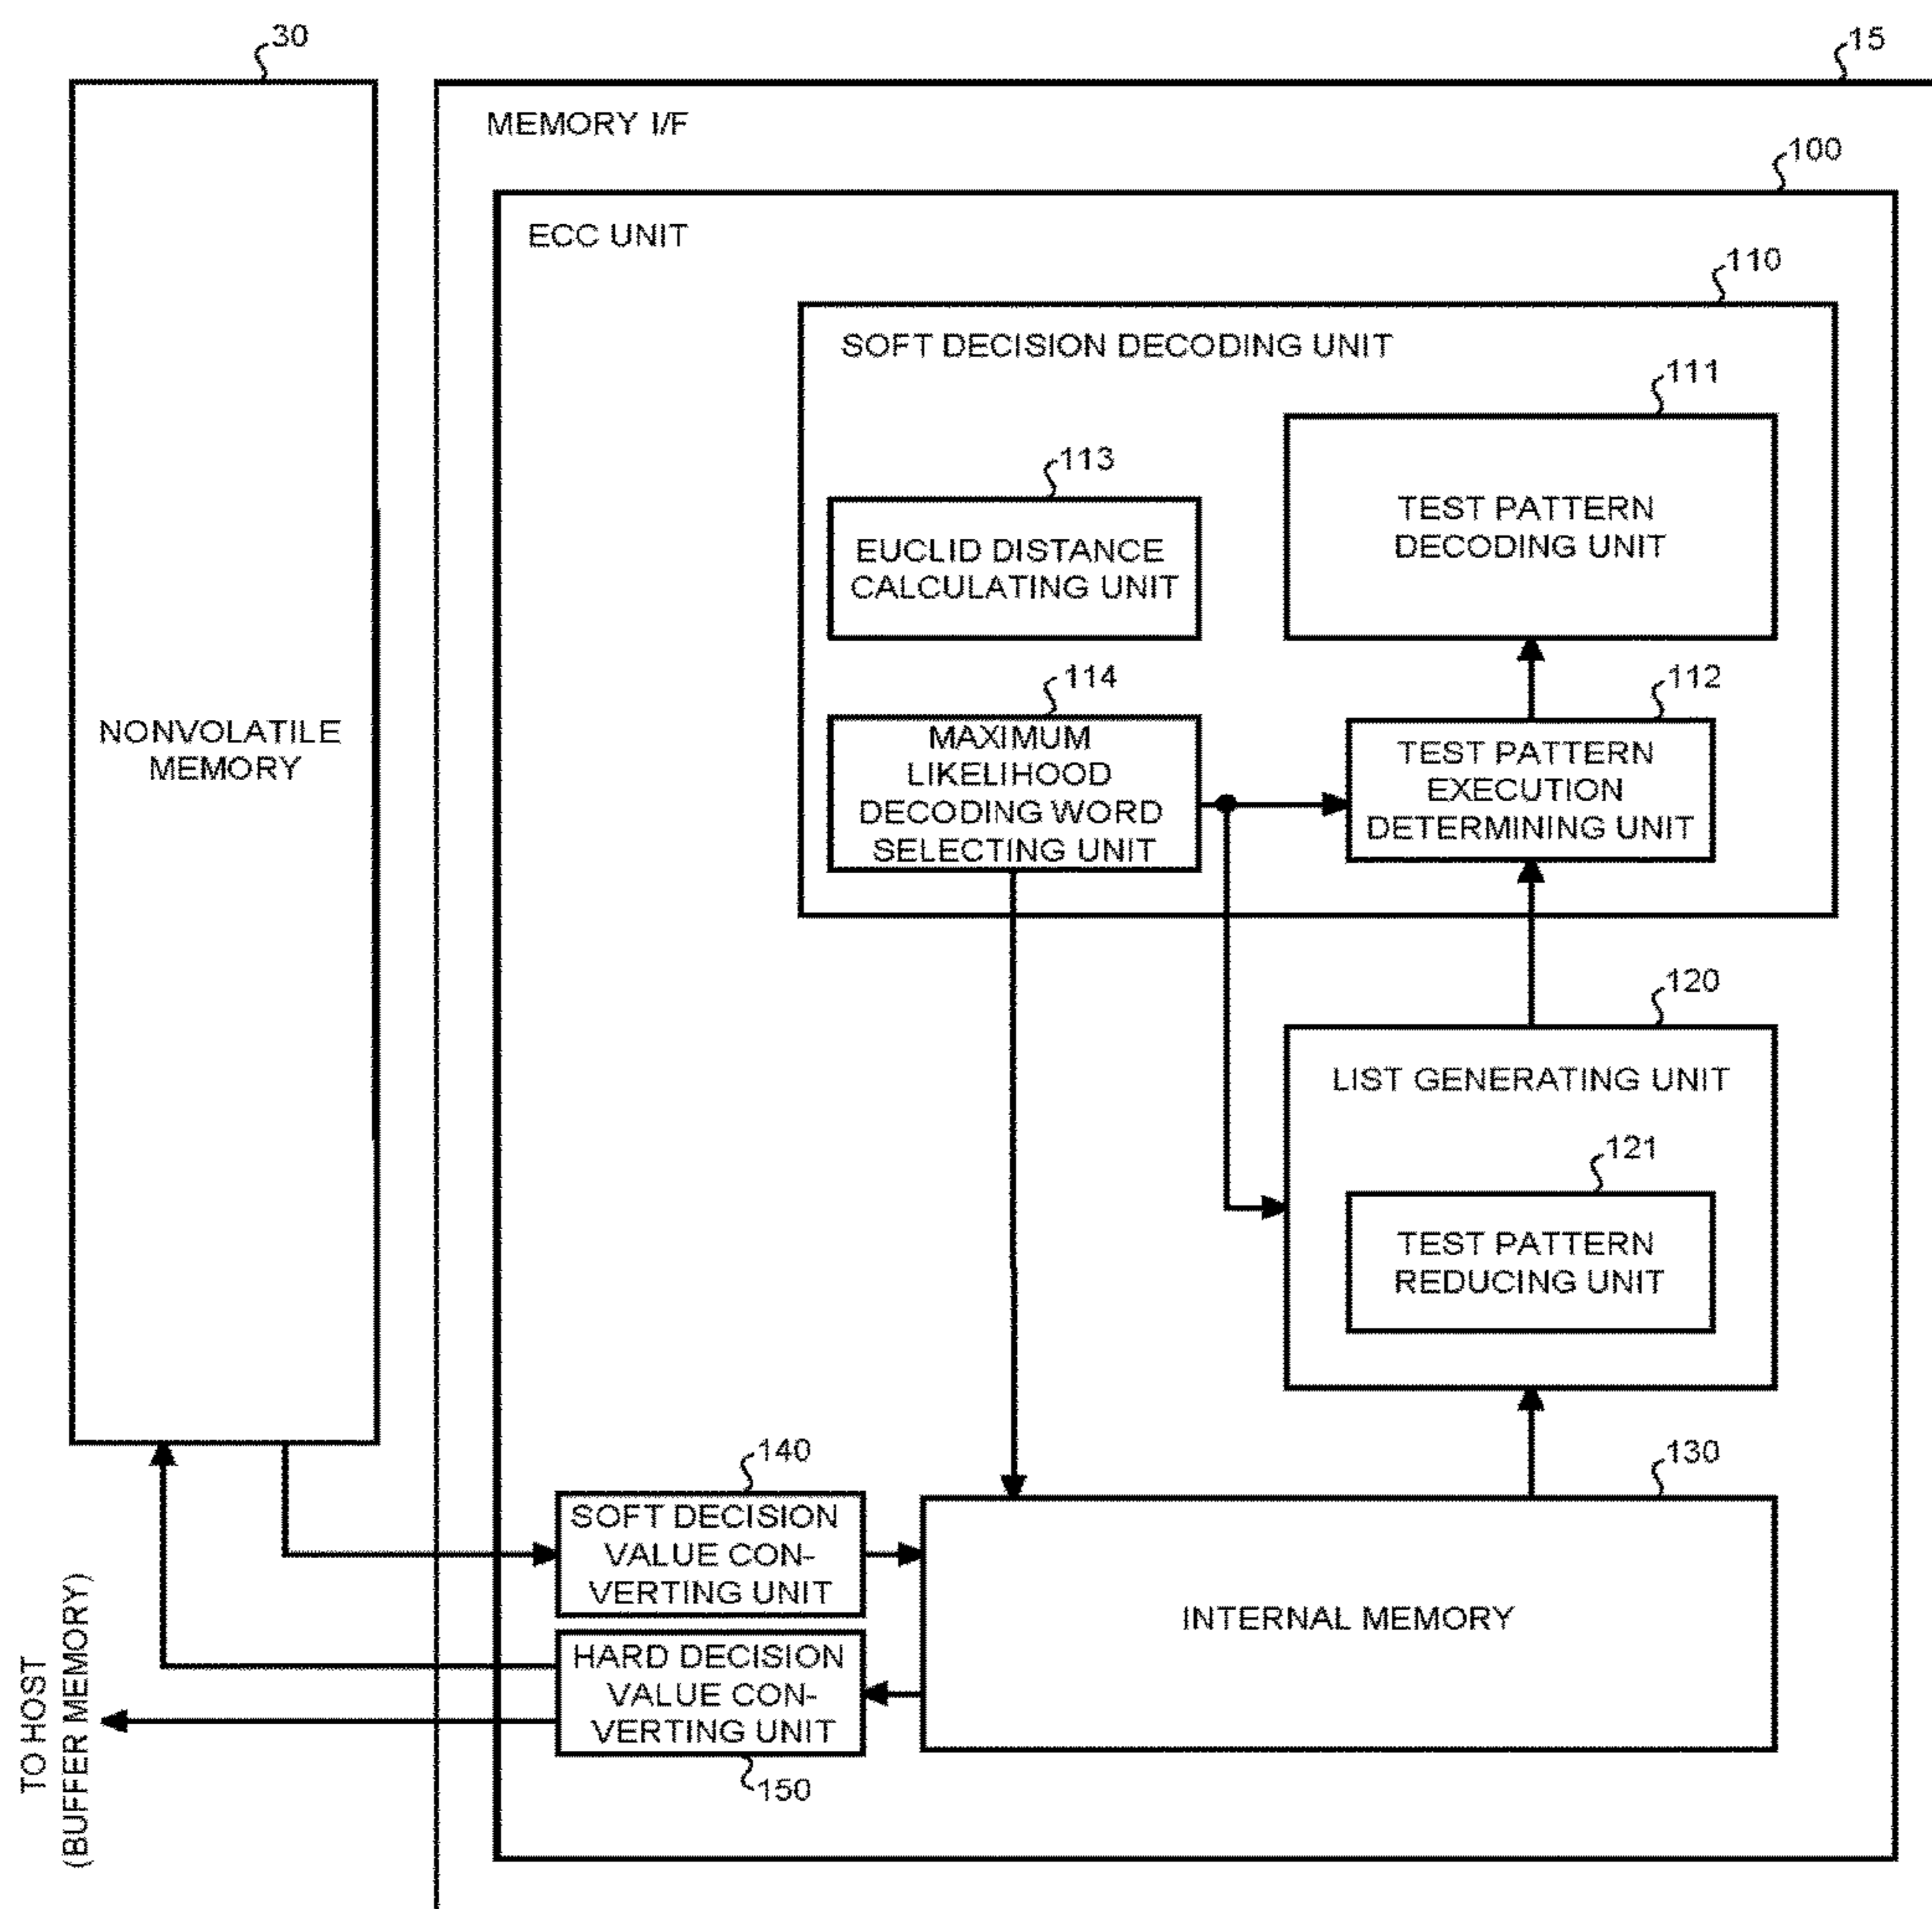 30
15
MEMORY I/F
100
ECC UNIT
110
SOFT DECISION DECODING UNIT
111
TEST PATTERN
DECODING UNIT
113
EUCLID DISTANCE
CALCULATING UNIT
114
MAXIMUM
LIKELIHOOD
DECODING WORD
SELECTING UNIT
112
TEST PATTERN
EXECUTION
DETERMINING UNIT
NONVOLATILE
MEMORY
120
LIST GENERATING UNIT
121
TEST PATTERN
REDUCING UNIT
140
SOFT DECISION
VALUE CON-
VERTING UNIT
130
INTERNAL MEMORY
HARD DECISION
VALUE CON-
VERTING UNIT
150
TO HOST
(BUFFER MEMORY)